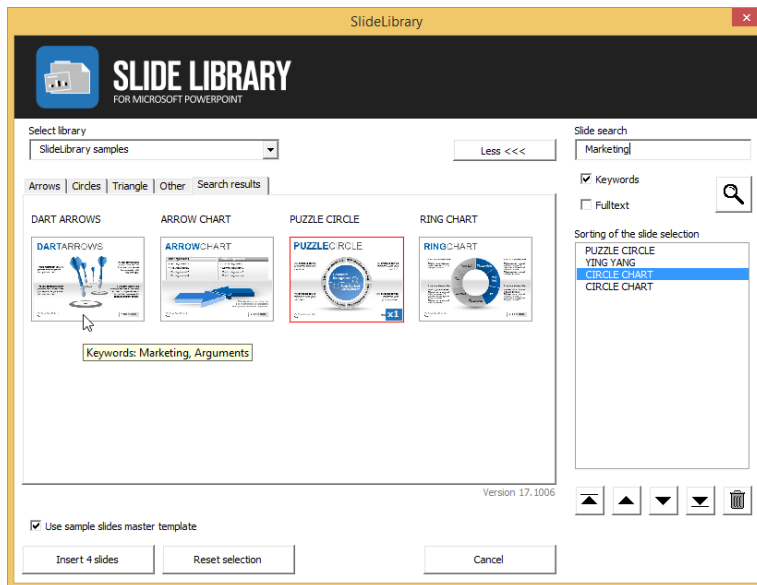 SlideLibrary
SLIDE LIBRARY
FOR MICROSOFT POWERPOINT
Select library
SlideLibrary samples
Less <<<
Slide search
Marketing
Keywords
Fulltext
Arrows Circles Triangle Other Search results
DART ARROWS ARROW CHART PUZZLE CIRCLE RING CHART
DARTARROWS ARROWCHART PUZZLECIRCLE RINGCHART
x1
Keywords: Marketing, Arguments
Sorting of the slide selection
PUZZLE CIRCLE
YING YANG
CIRCLE CHART
CIRCLE CHART
Version 17.1006
Use sample slides master template
Insert 4 slides
Reset selection
Cancel